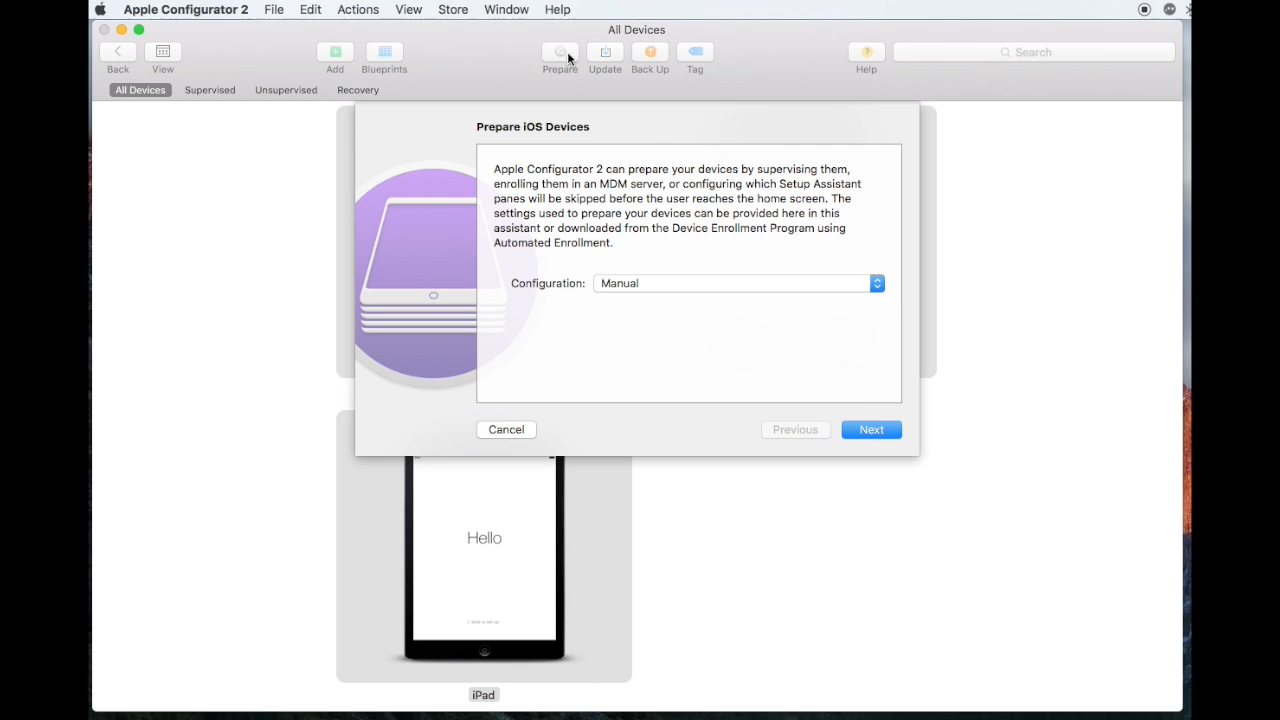 Apple Configurator 2 File Edit Actions View Store Window Help
All Devices
Search
Back View Add Blueprints Prepare Update Back Up Tag Help
All Devices Supervised Unsupervised Recovery
Prepare iOS Devices
Apple Configurator 2 can prepare your devices by supervising them,
enrolling them in an MDM server, or configuring which Setup Assistant
panes will be skipped before the user reaches the home screen. The
settings used to prepare your devices can be provided here in this
assistant or downloaded from the Device Enrollment Program using
Automated Enrollment.
Configuration: Manual
Cancel Previous Next
Hello
iPad